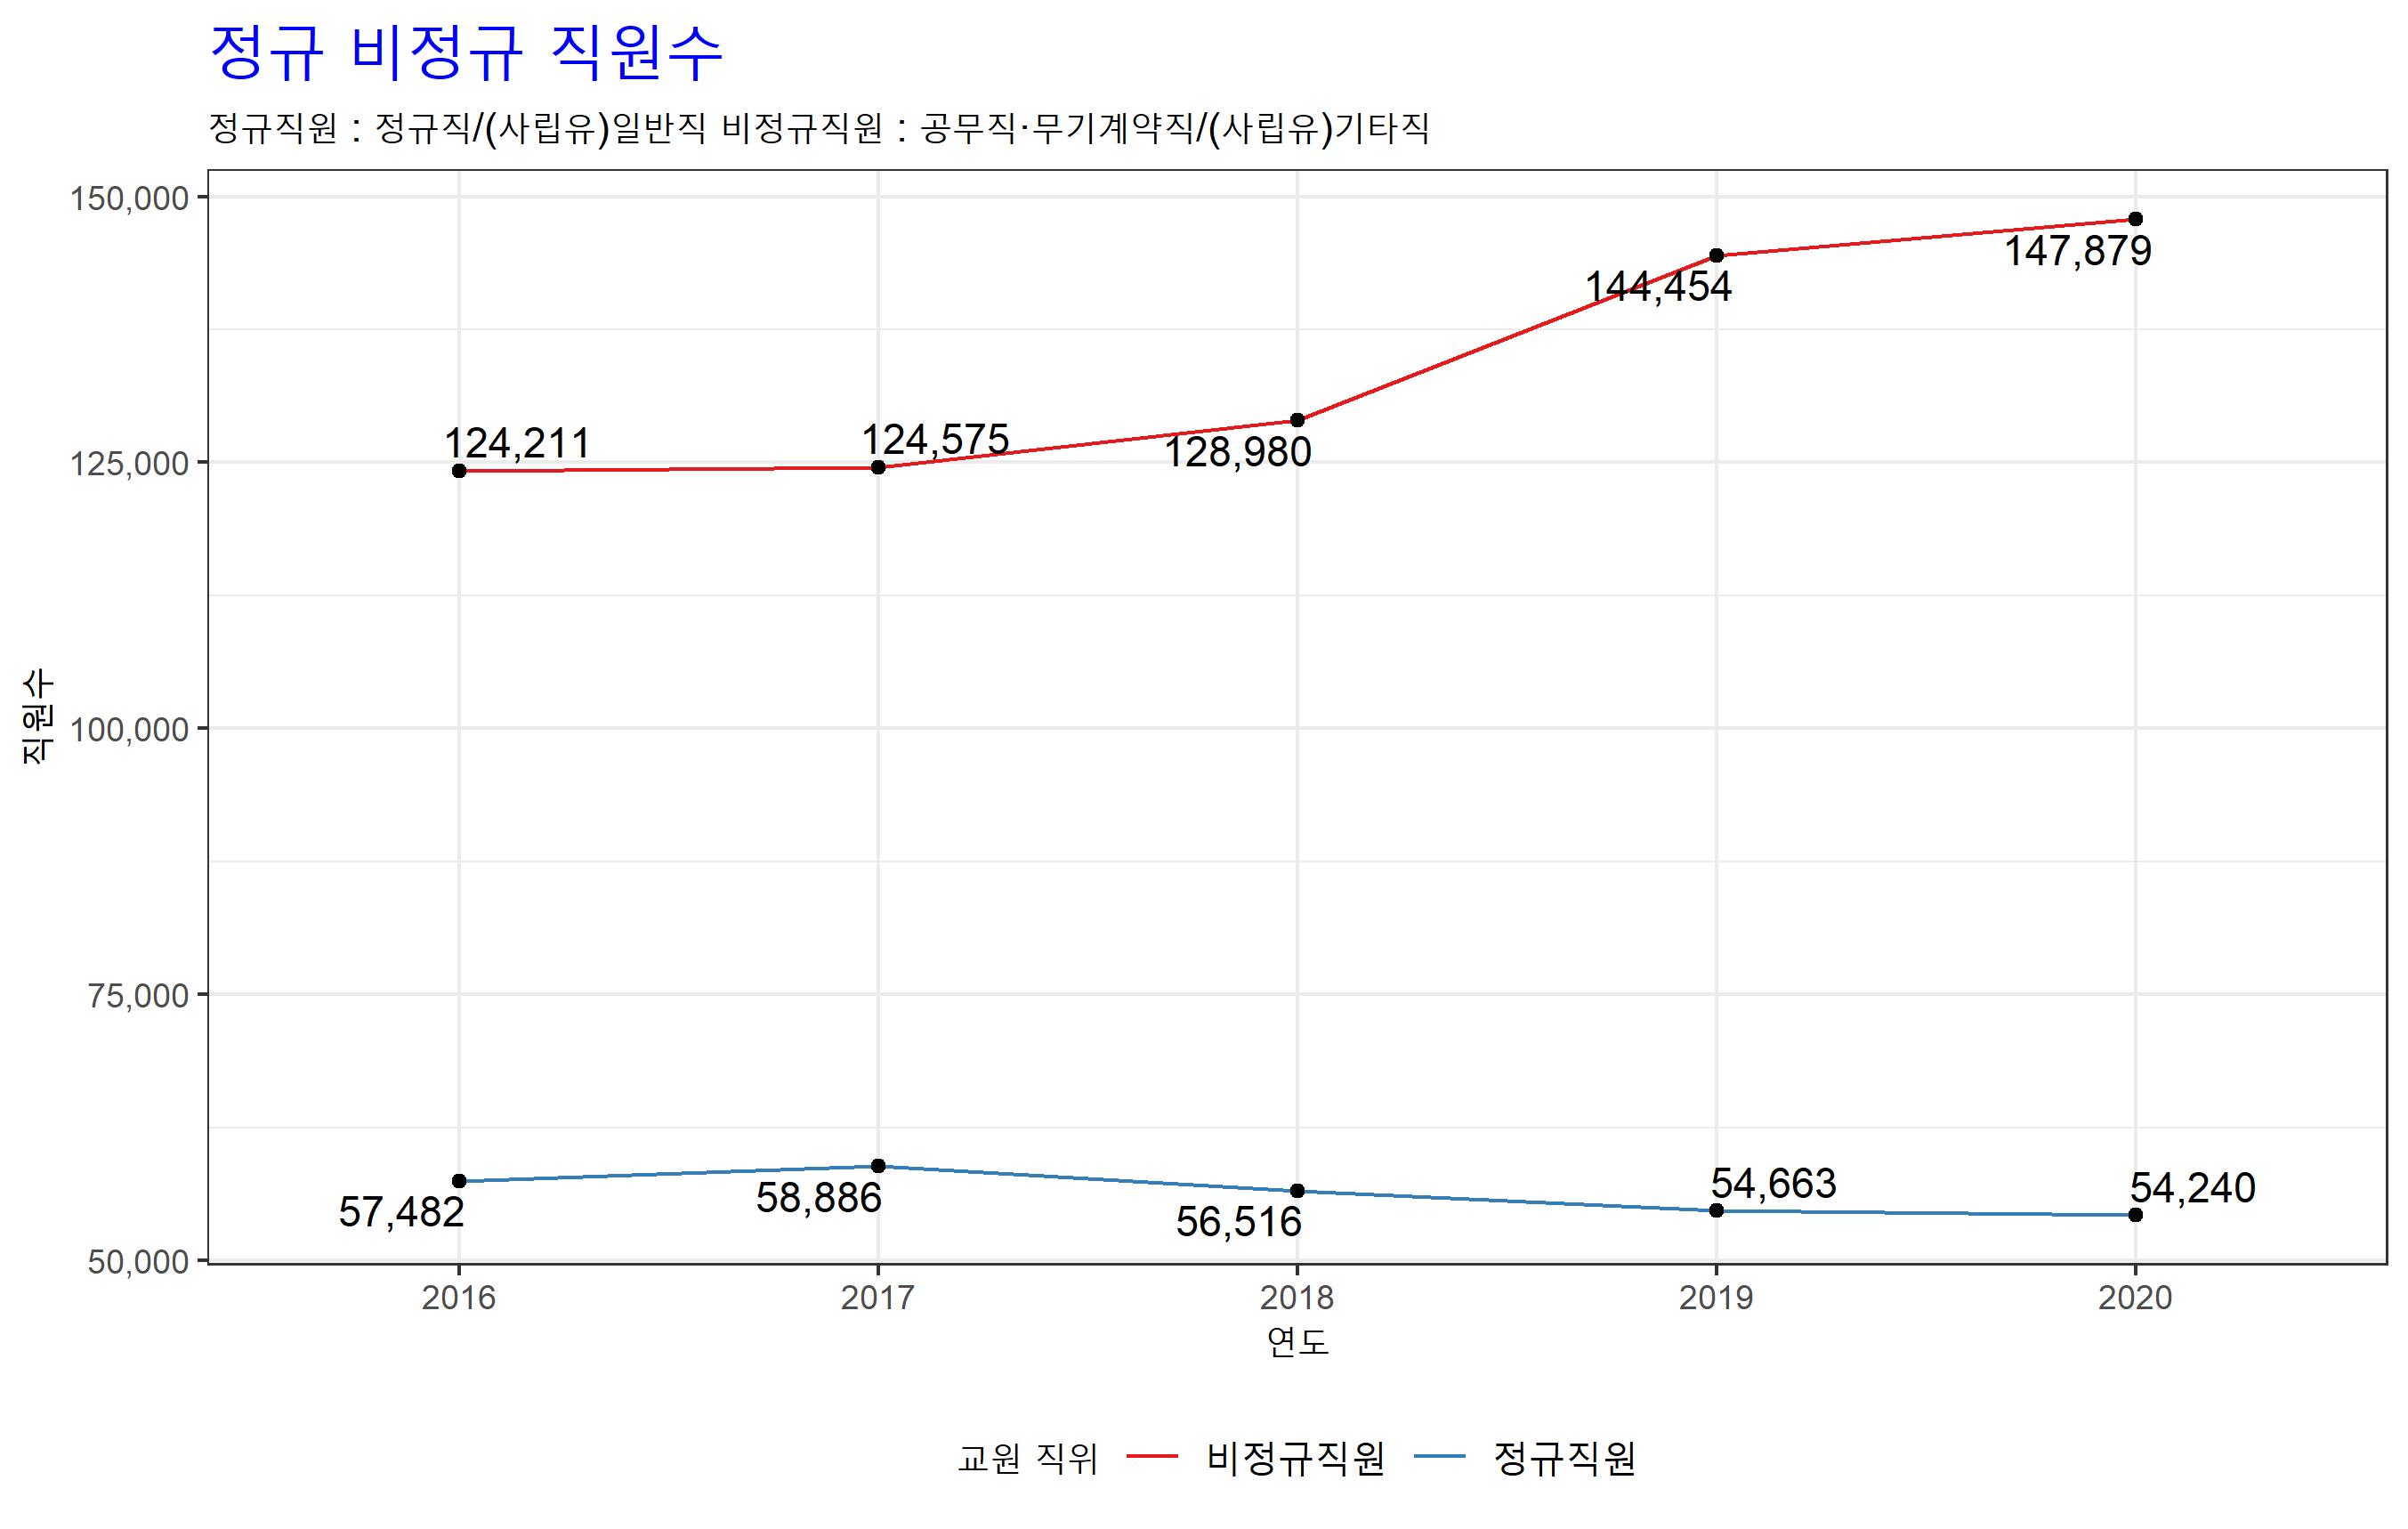 정규 비정규 직원수
정규직원 : 정규직/(사립유)일반직 비정규직원 : 공무직·무기계약직/(사립유)기타직
직원수
150,000
125,000
100,000
75,000
50,000
124,211
124,575
128,980
144,454
147,879
57,482
58,886
56,516
54,663
54,240
2016 2017 2018 2019 2020
연도
교원 직위 비정규직원 정규직원